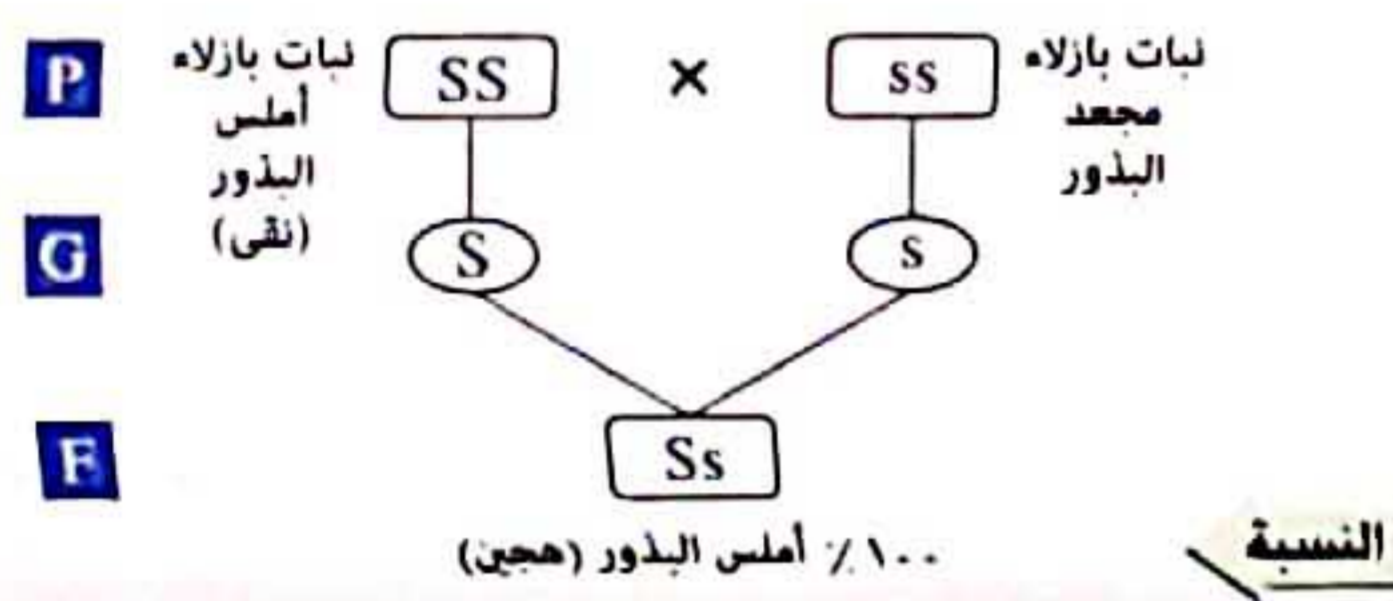 P
نبات بازلاء
أملس
البذور
(نقى)
SS
×
ss
نبات بازلاء
مجعد
البذور
G
S
s
F
Ss
١٠٠ ٪ أملس البذور (هجين)
النسبة